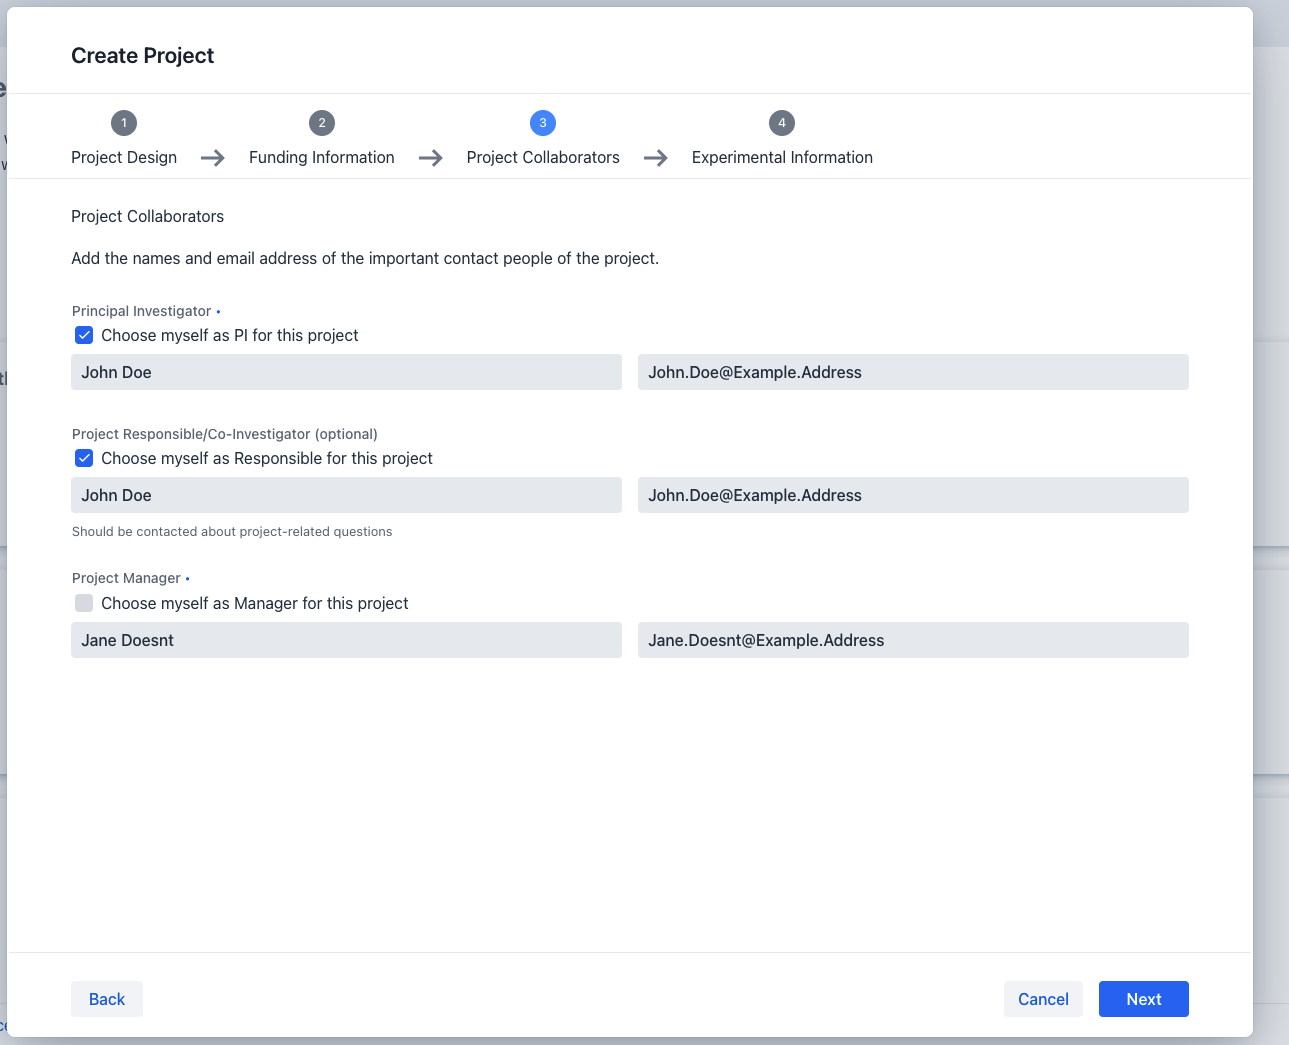 Create Project
1
2
3
4
Project Design
Funding Information
Project Collaborators
Experimental Information
Project Collaborators
Add the names and email address of the important contact people of the project.
Principal Investigator •
Choose myself as PI for this project
John Doe
John.Doe@Example.Address
Project Responsible/Co-Investigator (optional)
Choose myself as Responsible for this project
John Doe
John.Doe@Example.Address
Should be contacted about project-related questions
Project Manager •
Choose myself as Manager for this project
Jane Doesnt
Jane.Doesnt@Example.Address
Back
Cancel
Next